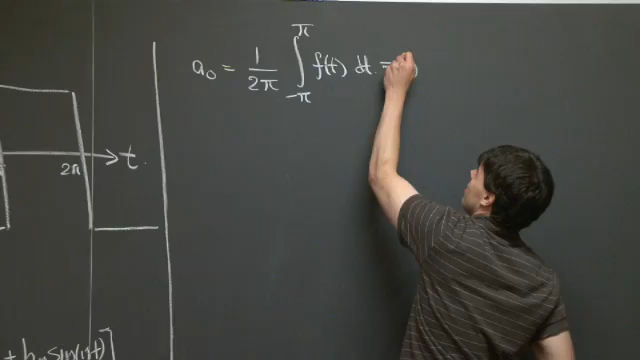 a₀ = 1/2π ∫_{-π}^{π} f(t) dt =
t.
2π
+ bₙ sin(nt)]